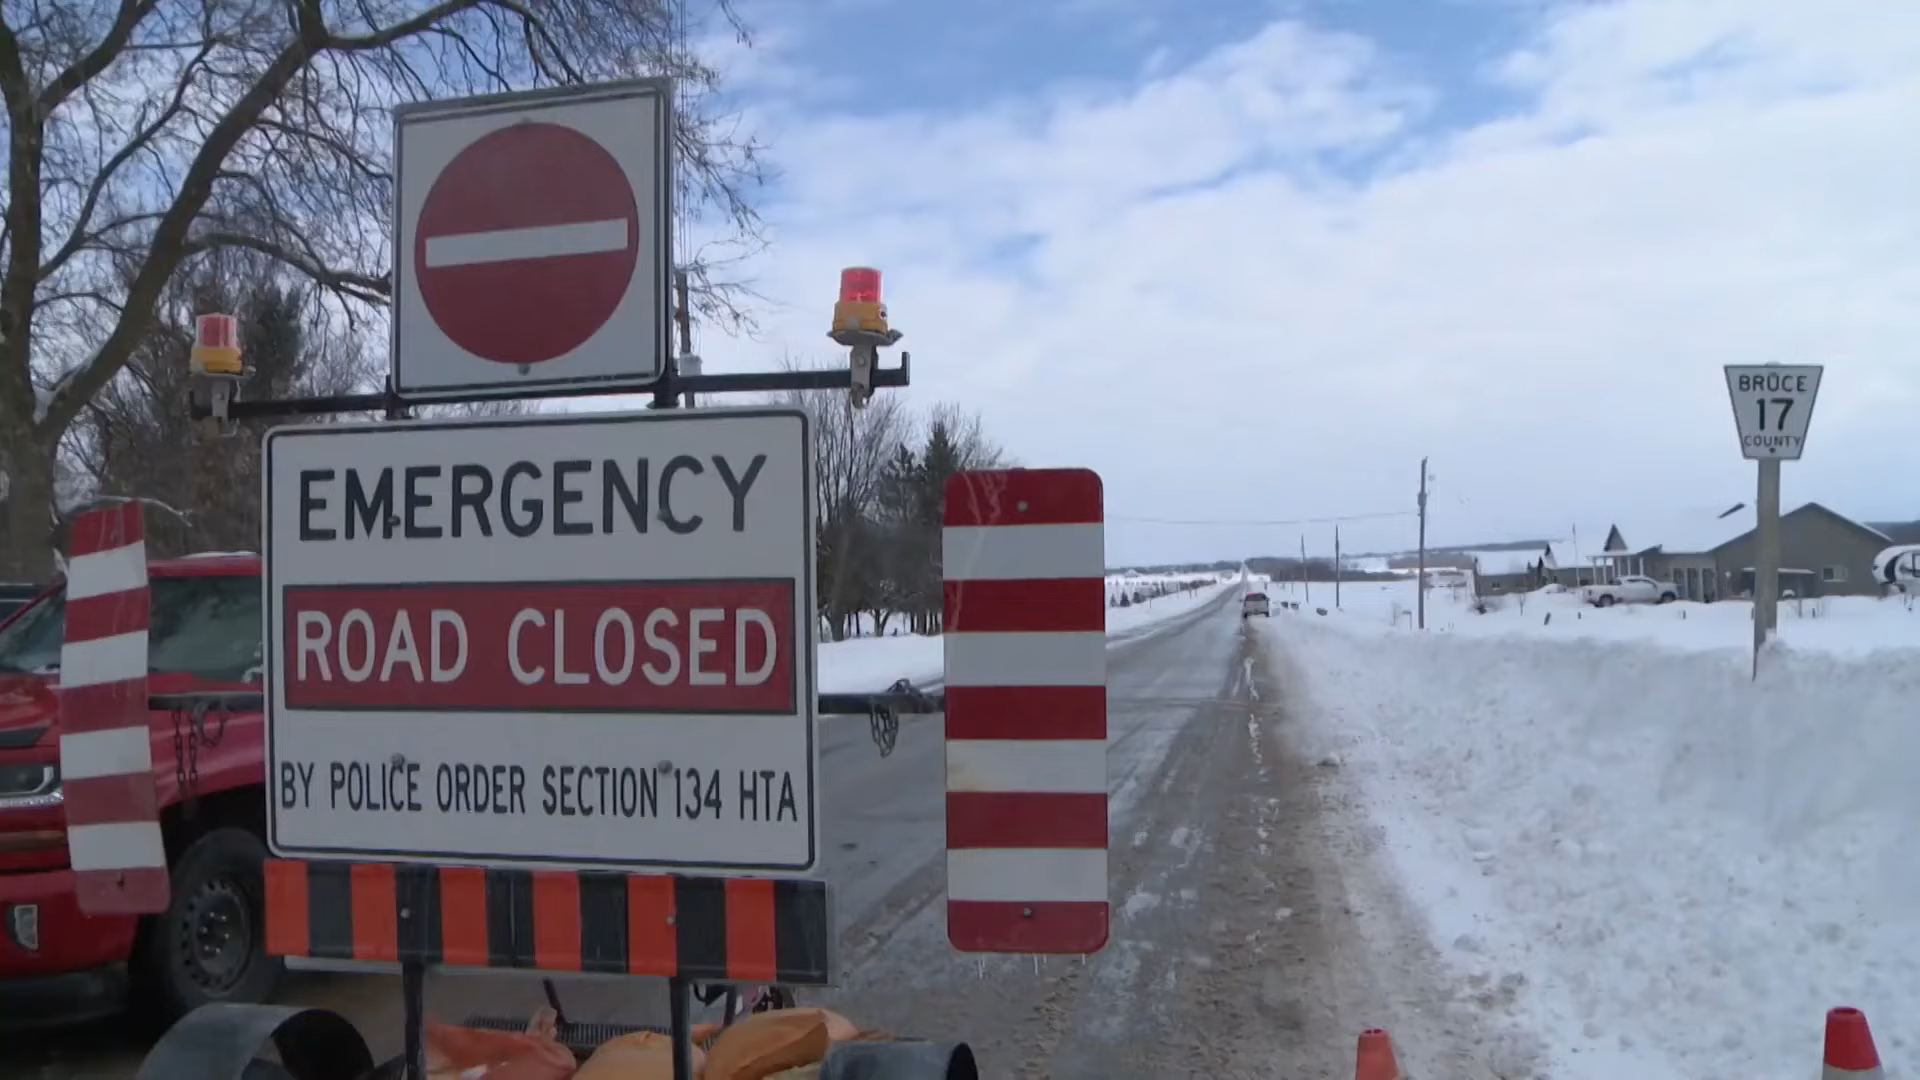 EMERGENCY
ROAD CLOSED
BY POLICE ORDER SECTION 134 HTA
BRUCE
17
COUNTY